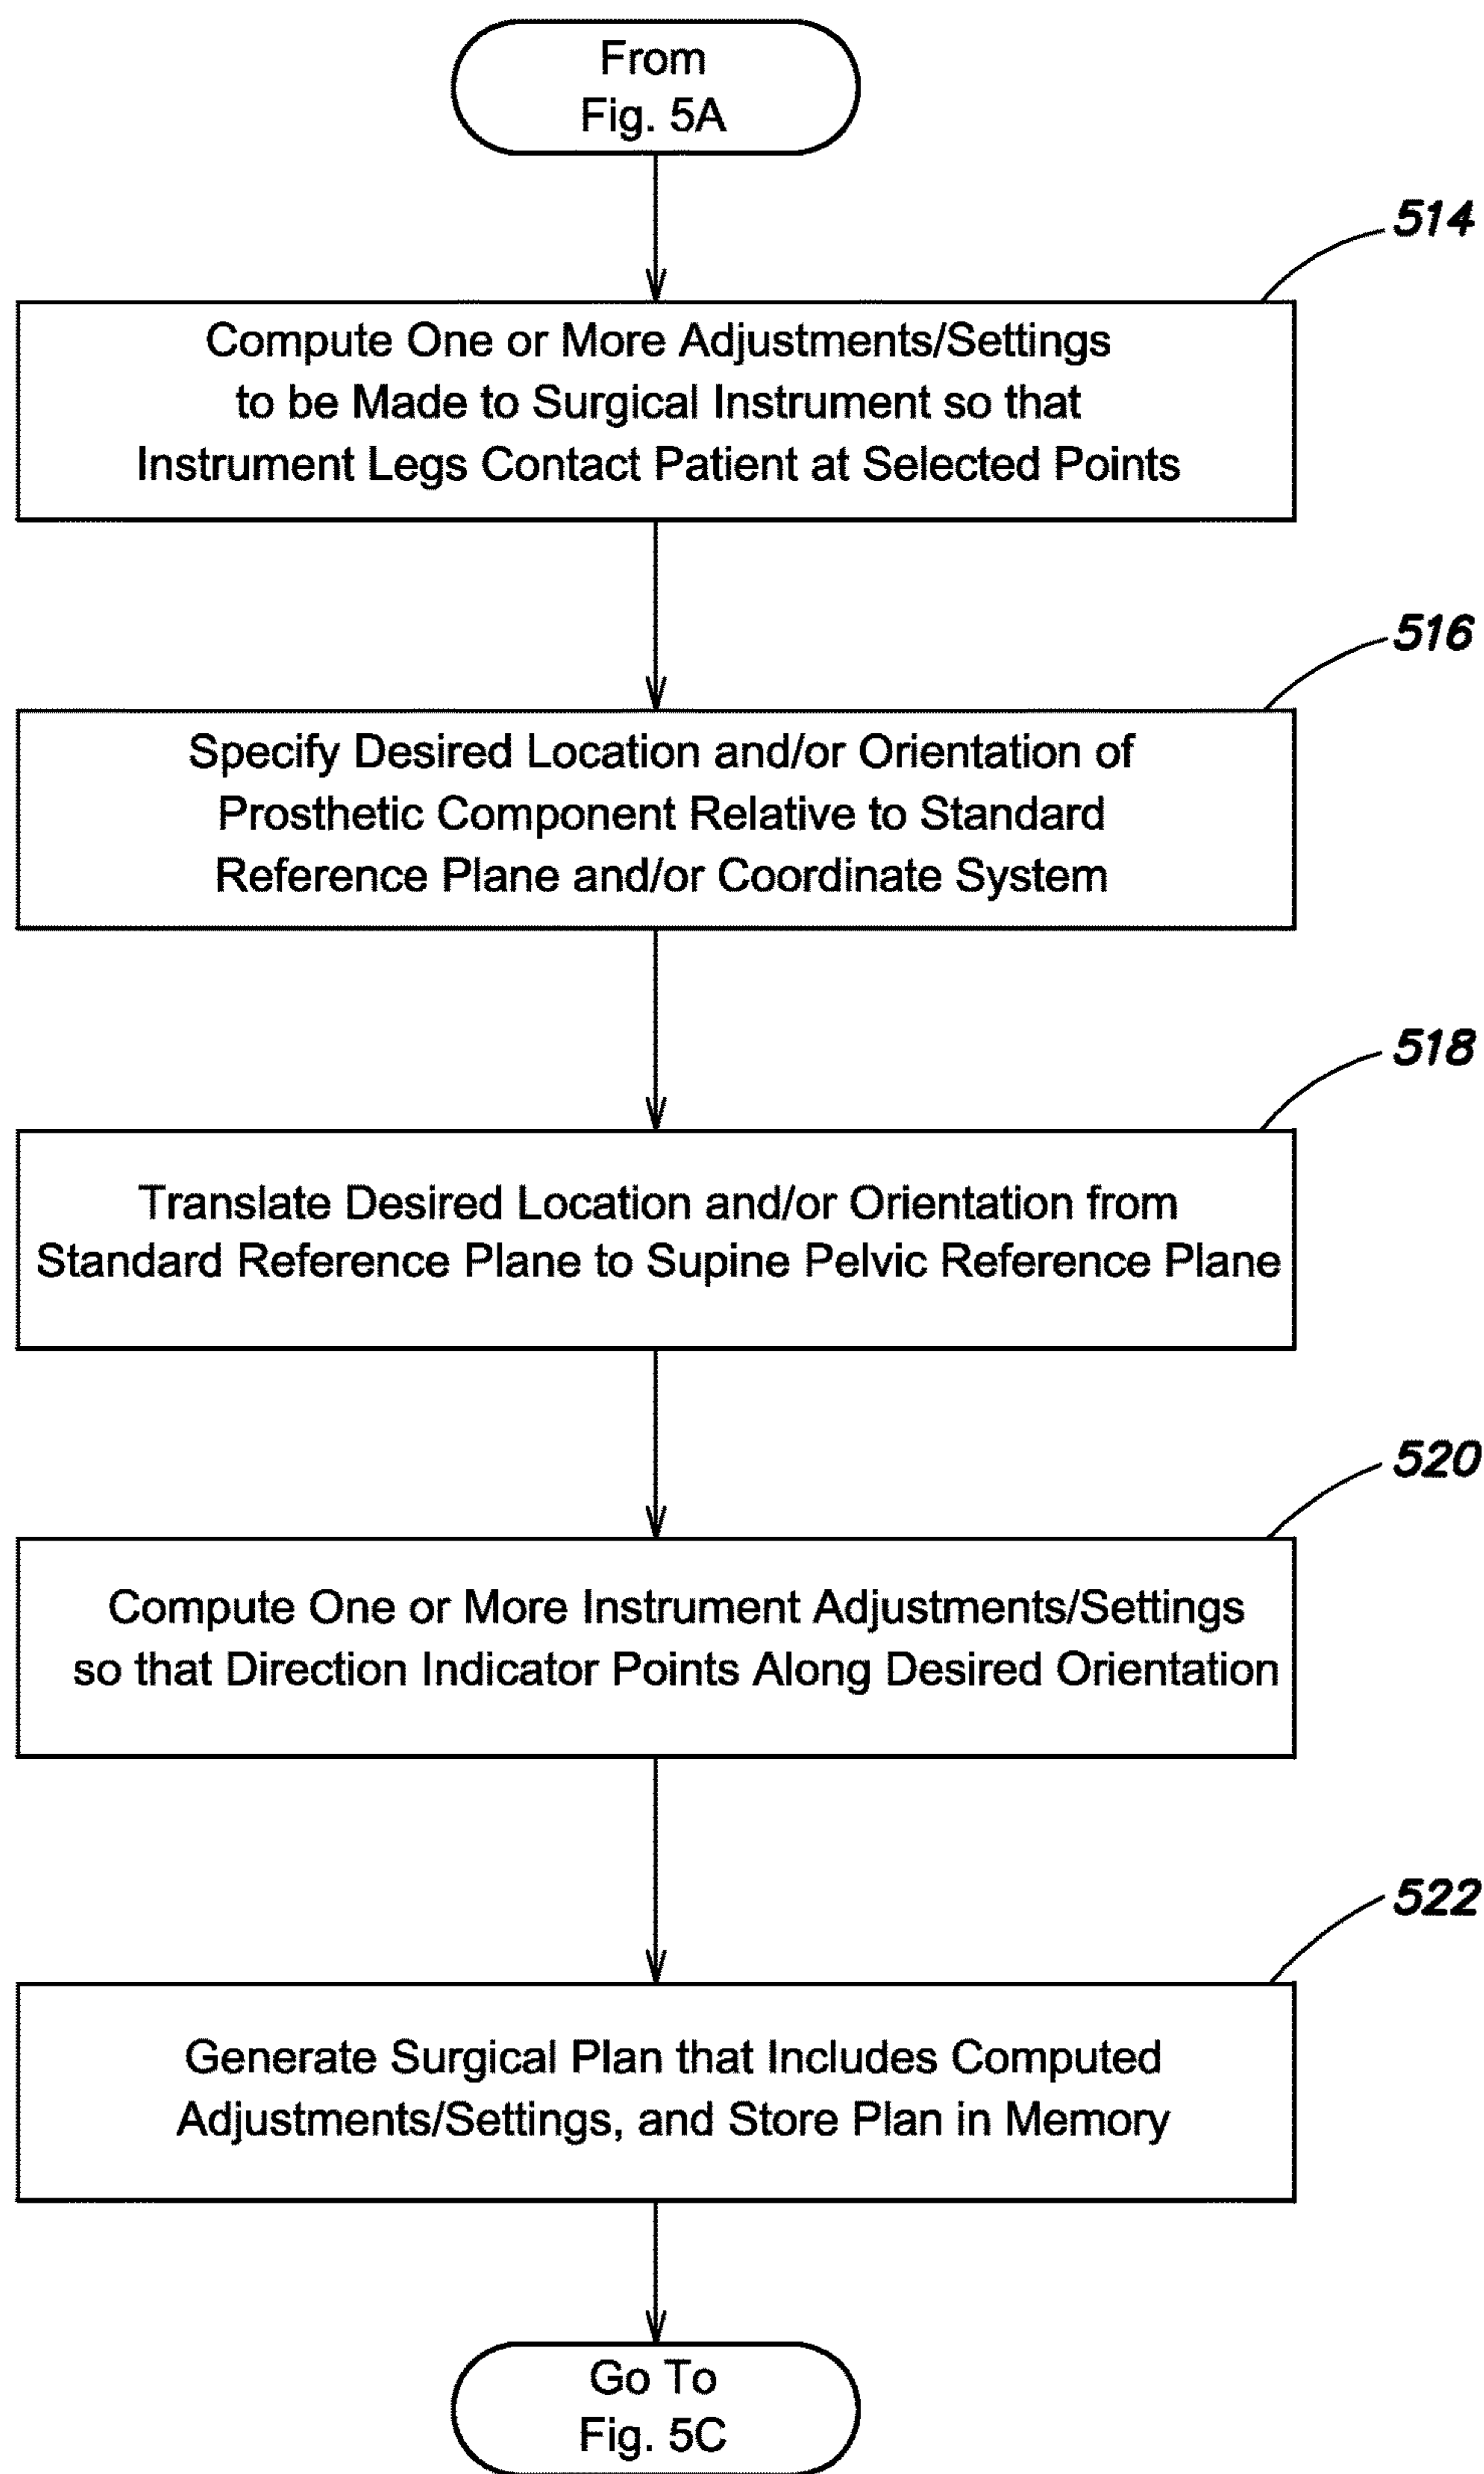 From
Fig. 5A
514
Compute One or More Adjustments/Settings
to be Made to Surgical Instrument so that
Instrument Legs Contact Patient at Selected Points
516
Specify Desired Location and/or Orientation of
Prosthetic Component Relative to Standard
Reference Plane and/or Coordinate System
518
Translate Desired Location and/or Orientation from
Standard Reference Plane to Supine Pelvic Reference Plane
520
Compute One or More Instrument Adjustments/Settings
so that Direction Indicator Points Along Desired Orientation
522
Generate Surgical Plan that Includes Computed
Adjustments/Settings, and Store Plan in Memory
Go To
Fig. 5C